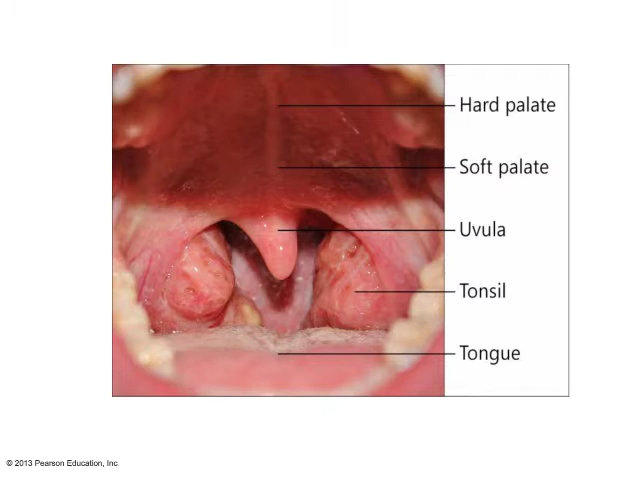 Hard palate
Soft palate
Uvula
Tonsil
Tongue
© 2013 Pearson Education, Inc.